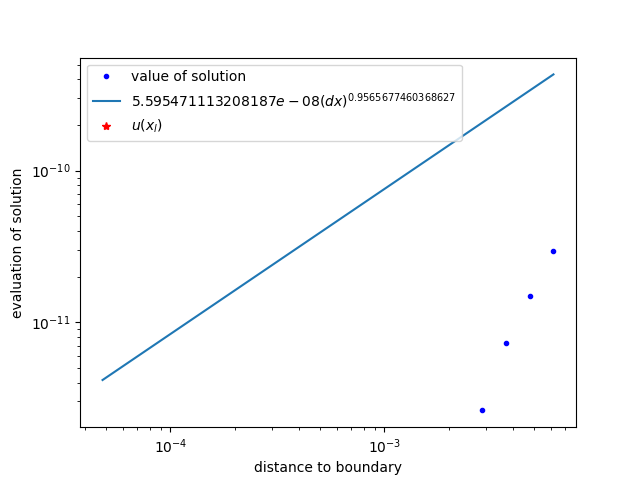 value of solution
5.595471113208187e − 08(dx)^0.9565677460368627
u(x_l)
10^−10
10^−11
evaluation of solution
10^−4
10^−3
distance to boundary